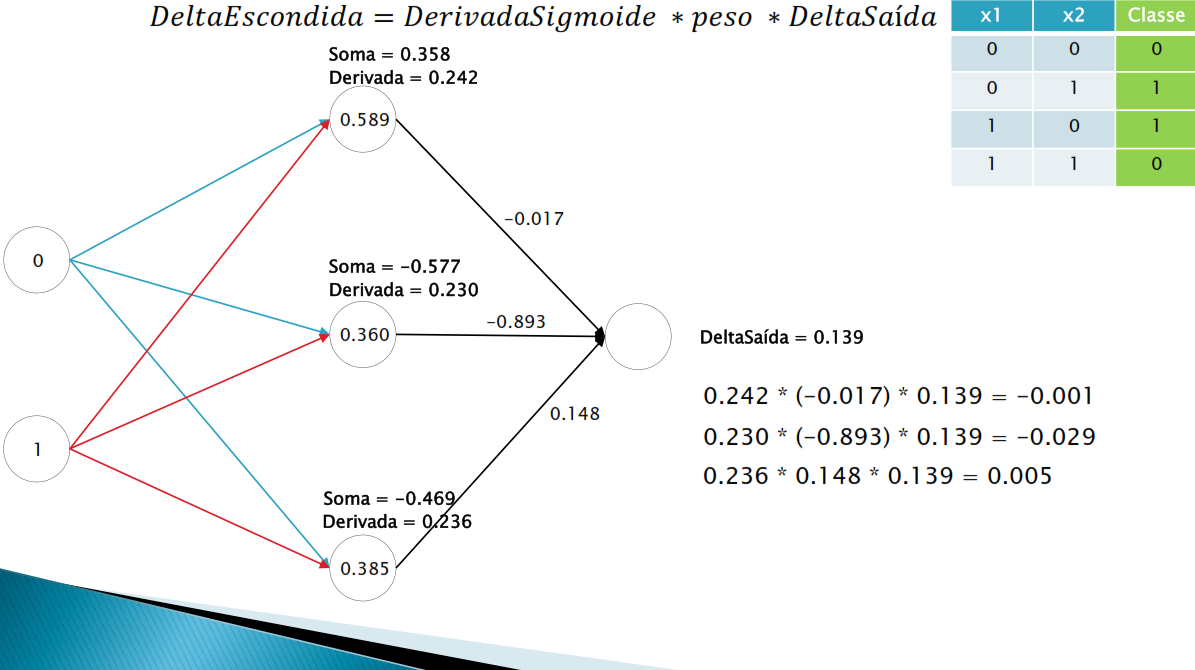 DeltaEscondida = DerivadaSigmoide * peso * DeltaSaída
x1 x2 Classe
0 0 0
0 1 1
1 0 1
1 1 0
Soma = 0.358
Derivada = 0.242
0.589
-0.017
0
Soma = -0.577
Derivada = 0.230
0.360
-0.893
DeltaSaída = 0.139
0.242 * (-0.017) * 0.139 = -0.001
0.230 * (-0.893) * 0.139 = -0.029
0.236 * 0.148 * 0.139 = 0.005
0.148
1
Soma = -0.469
Derivada = 0.236
0.385